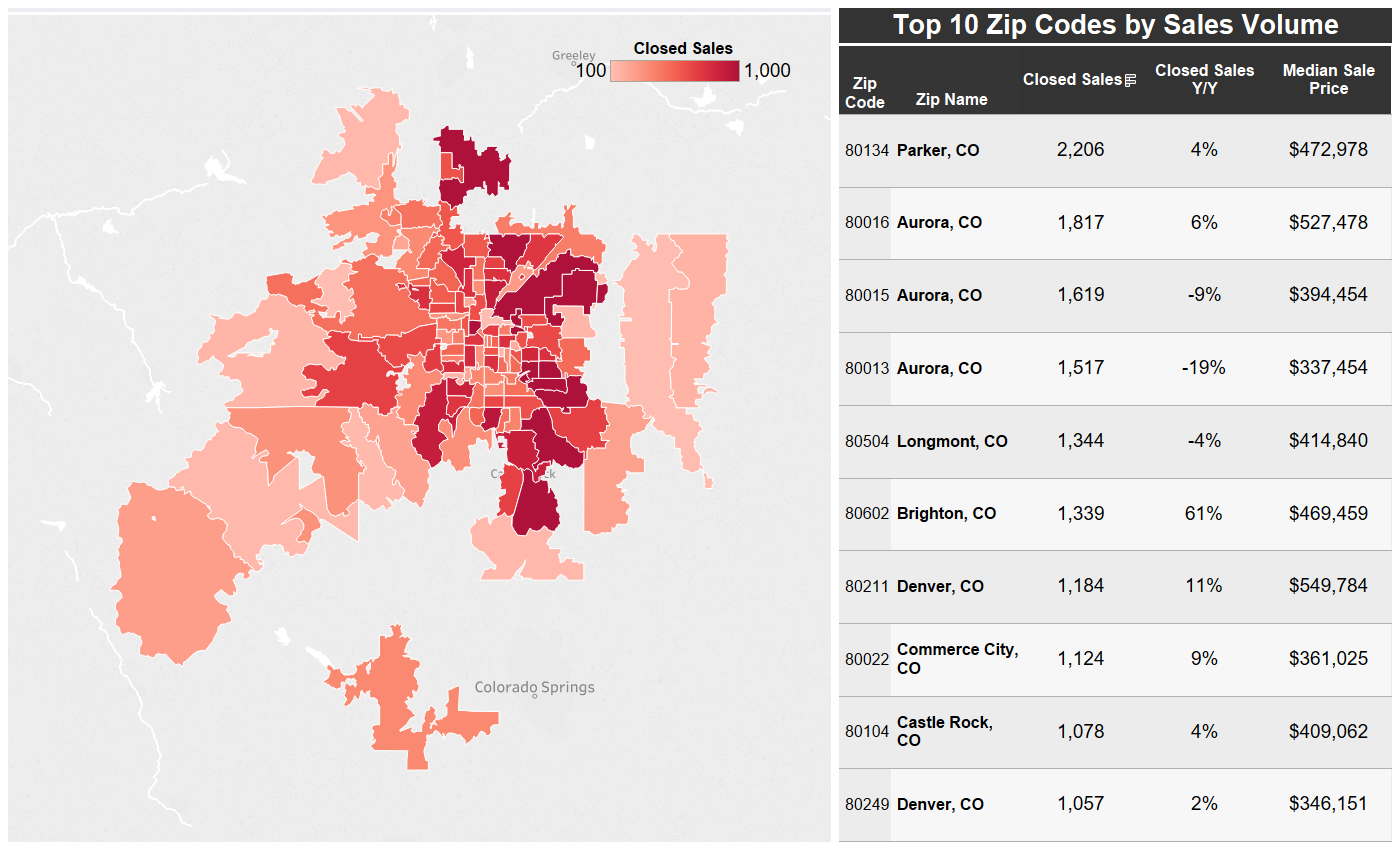 Closed Sales
Greeley
100
1,000
Colorado Springs
Top 10 Zip Codes by Sales Volume
Zip Code
Zip Name
Closed Sales
Closed Sales Y/Y
Median Sale Price
80134 Parker, CO 2,206 4% $472,978
80016 Aurora, CO 1,817 6% $527,478
80015 Aurora, CO 1,619 -9% $394,454
80013 Aurora, CO 1,517 -19% $337,454
80504 Longmont, CO 1,344 -4% $414,840
80602 Brighton, CO 1,339 61% $469,459
80211 Denver, CO 1,184 11% $549,784
80022 Commerce City, CO 1,124 9% $361,025
80104 Castle Rock, CO 1,078 4% $409,062
80249 Denver, CO 1,057 2% $346,151